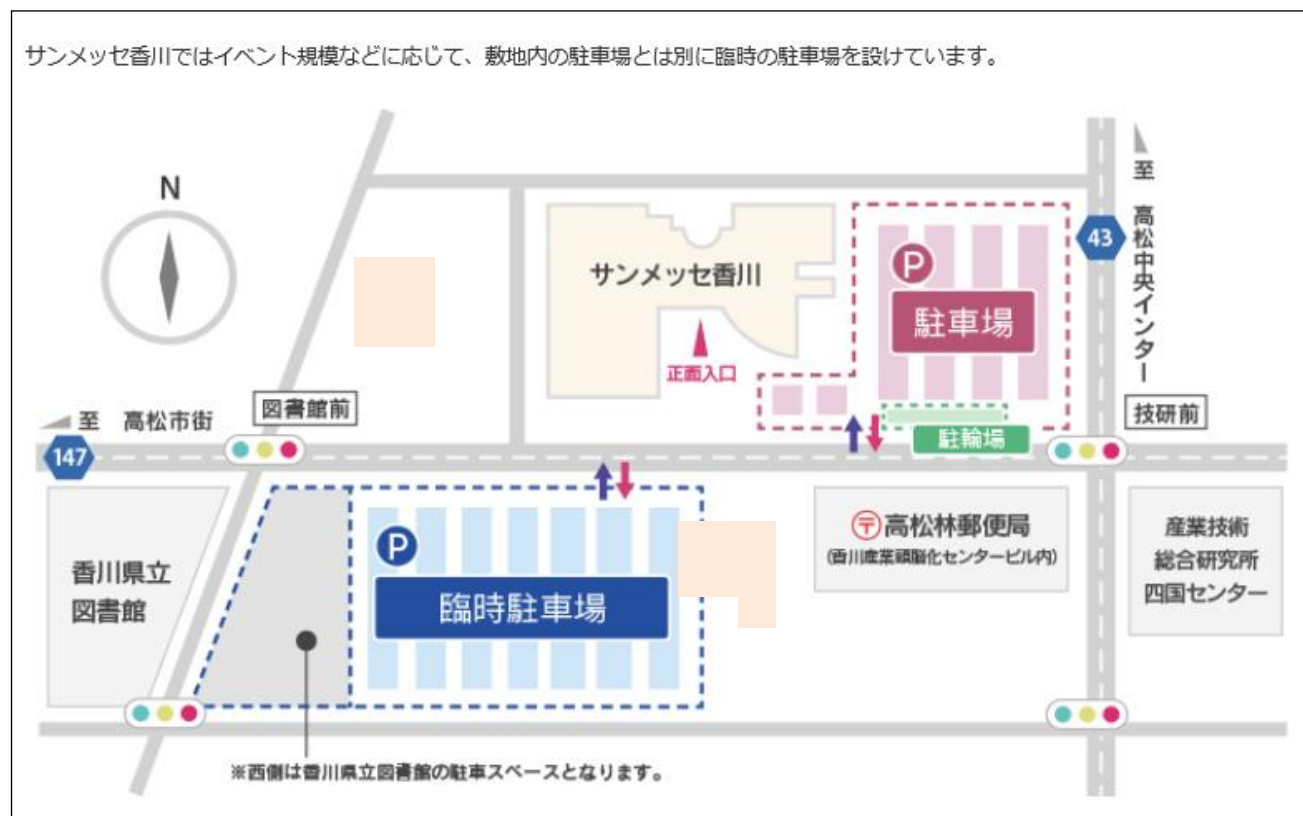 サンメッセ香川ではイベント規模などに応じて、敷地内の駐車場とは別に臨時の駐車場を設けています。
N
至 高松中央インター
43
サンメッセ香川
P
駐車場
正面入口
図書館前
技研前
至 高松市街
147
駐輪場
香川県立
図書館
P
臨時駐車場
〒高松林郵便局
(香川産業頭脳化センタービル内)
産業技術
総合研究所
四国センター
※西側は香川県立図書館の駐車スペースとなります。